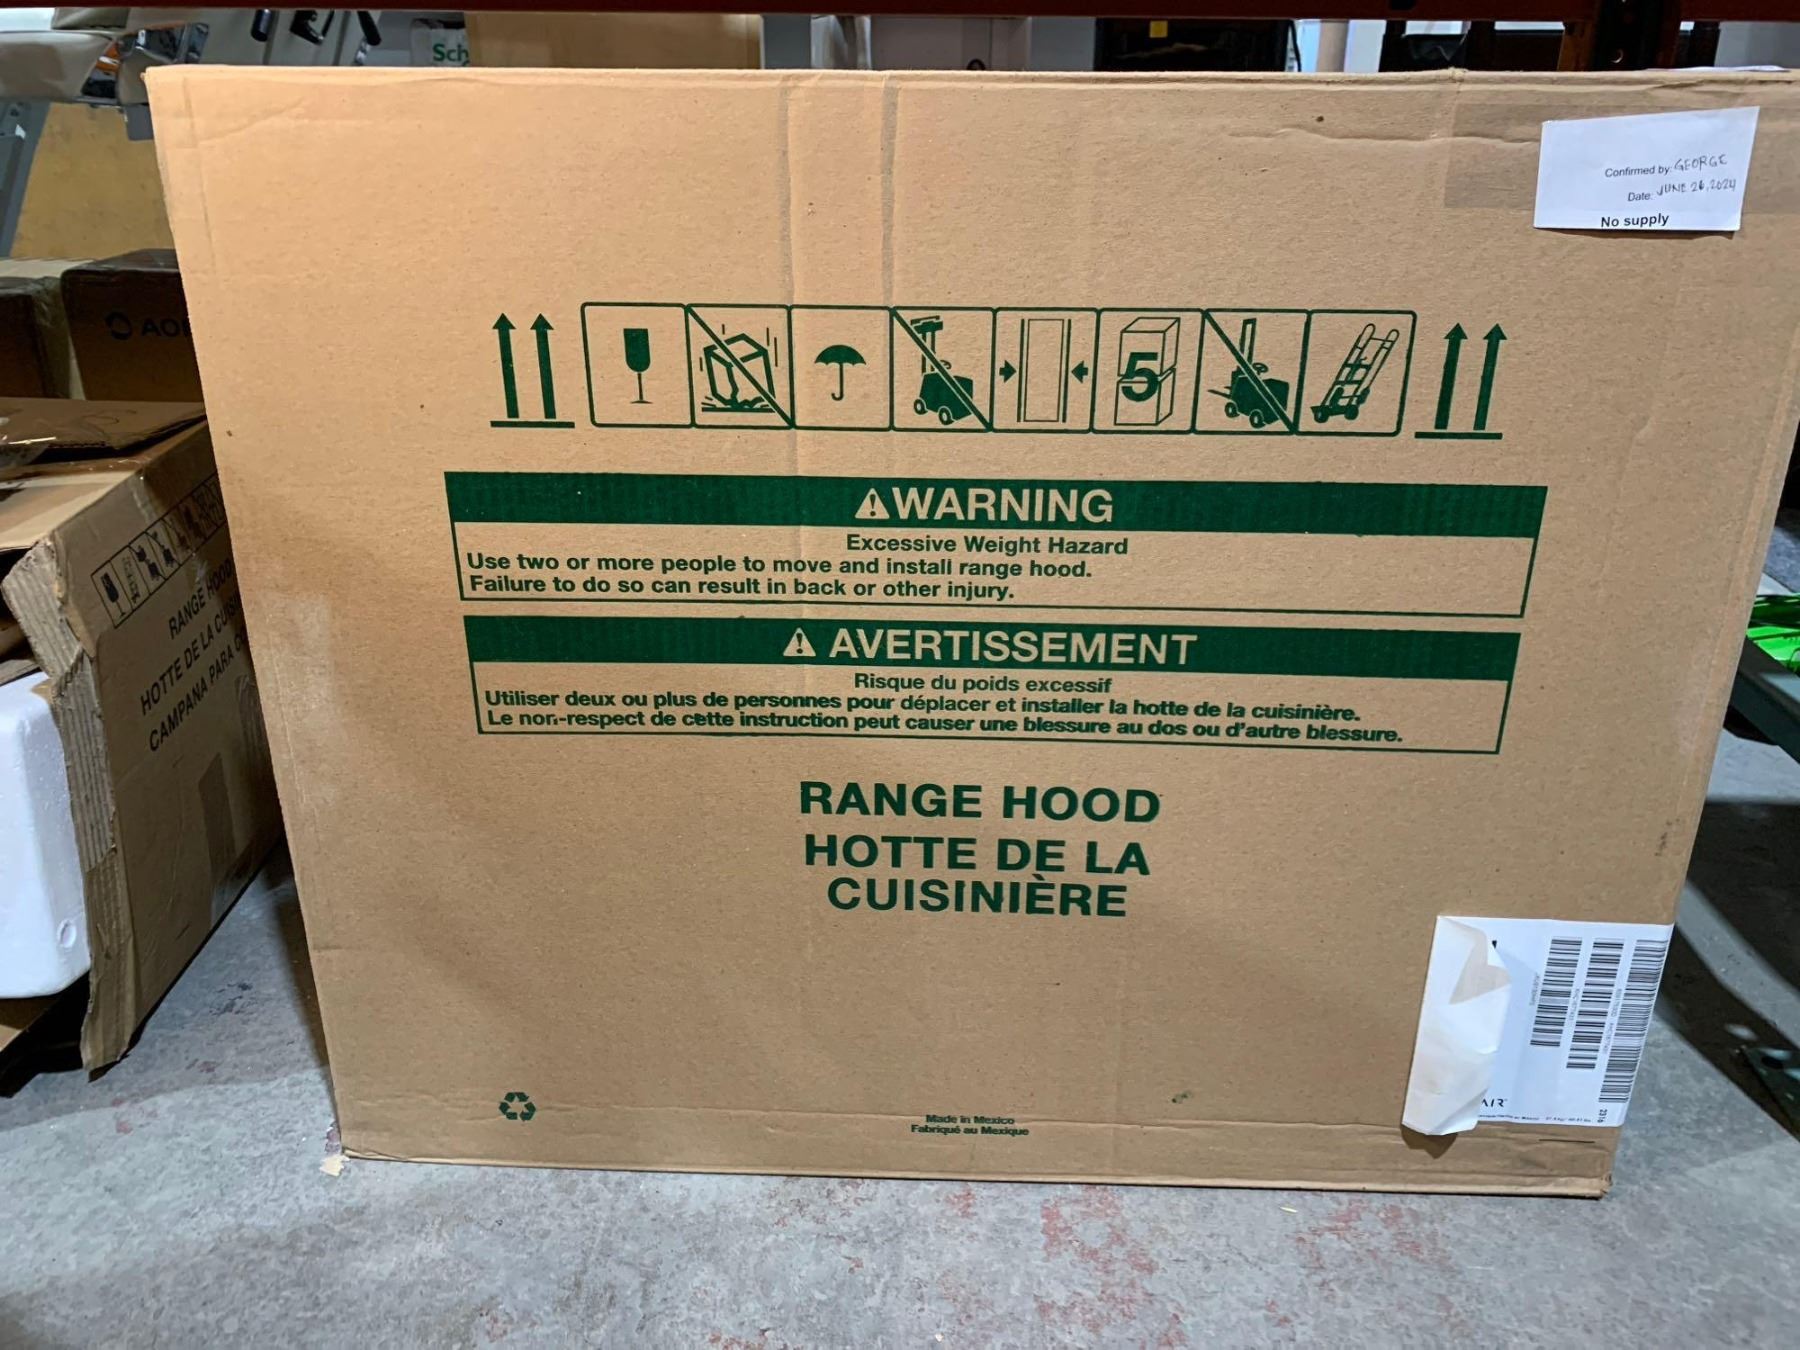 Sch
Confirmed by: GEORGE
Date: JUNE 26, 2024
No supply
5
WARNING
Excessive Weight Hazard
Use two or more people to move and install range hood.
Failure to do so can result in back or other injury.
AVERTISSEMENT
Risque du poids excessif
Utiliser deux ou plus de personnes pour déplacer et installer la hotte de la cuisinière.
Le non-respect de cette instruction peut causer une blessure au dos ou d'autre blessure.
RANGE HOOD
HOTTE DE LA
CUISINIÈRE
Made in Mexico
Fabriqué au Mexique
AIR
2316
RANGE HOOD
HOTTE DE LA
CAMPANA PARA